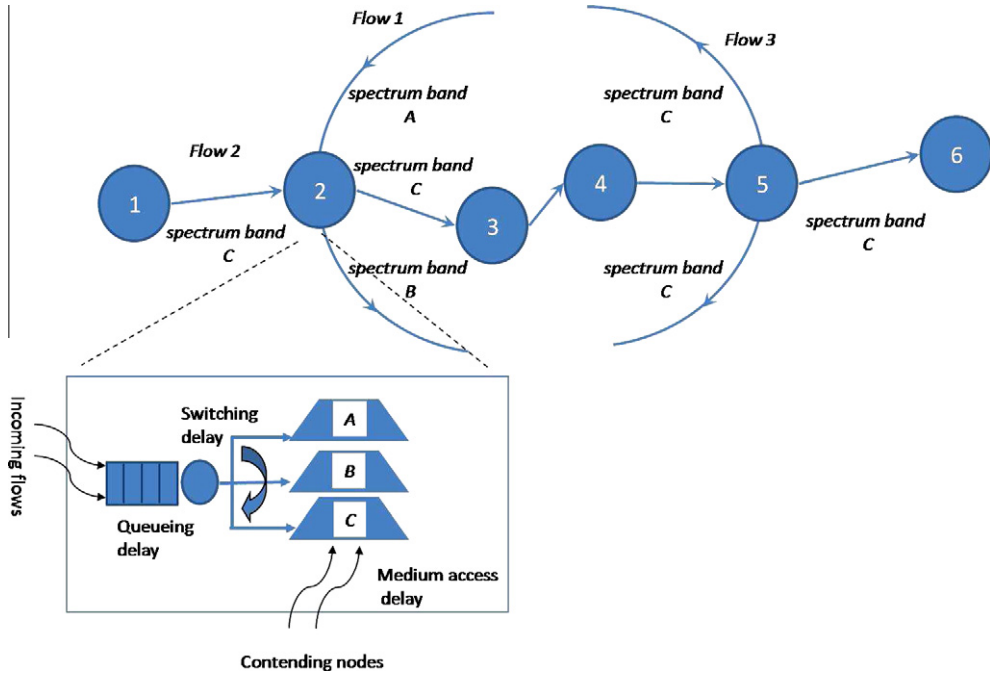 Flow 1
Flow 3
spectrum band
A
spectrum band
C
Flow 2
spectrum band
C
1
2
3
4
5
6
spectrum band
C
spectrum band
B
spectrum band
C
spectrum band
C
Incoming flows
Switching
delay
A
B
C
Queueing
delay
Medium access
delay
Contending nodes